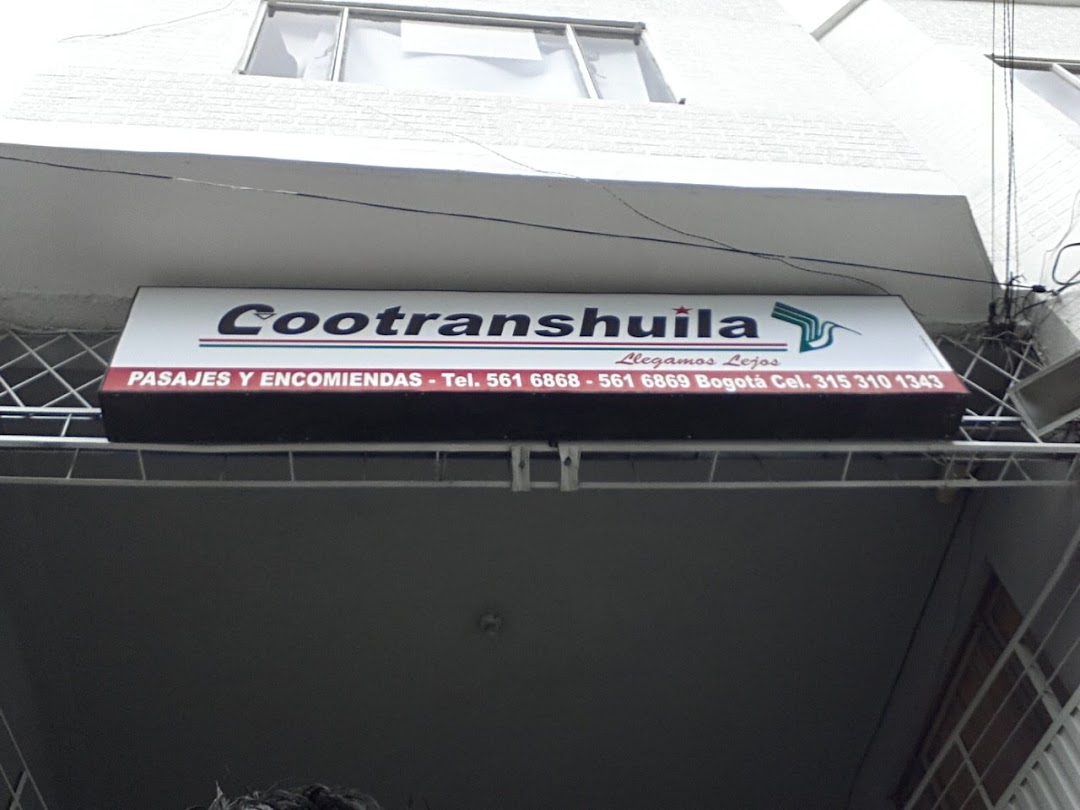 Cootranshuila
Llegamos Lejos
PASAJES Y ENCOMIENDAS - Tel. 561 6868 - 561 6869 Bogotá Cel. 315 310 1343